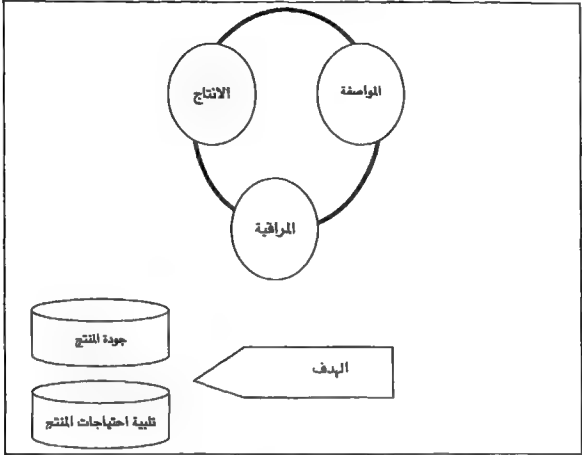 المواصفة
الانتاج
المراقبة
الهدف
جودة المنتج
تلبية احتياجات المنتج